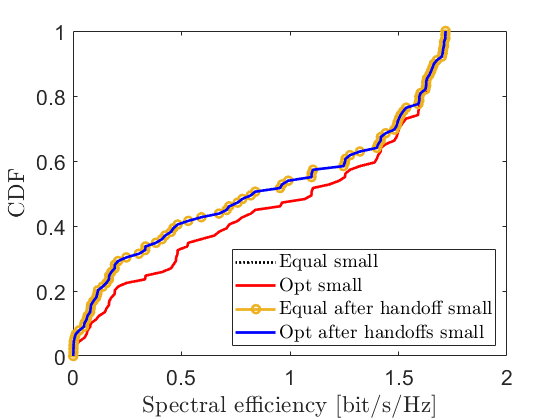 1
0.8
0.6
0.4
0.2
0
CDF
Equal small
Opt small
Equal after handoff small
Opt after handoffs small
0 0.5 1 1.5 2
Spectral efficiency [bit/s/Hz]